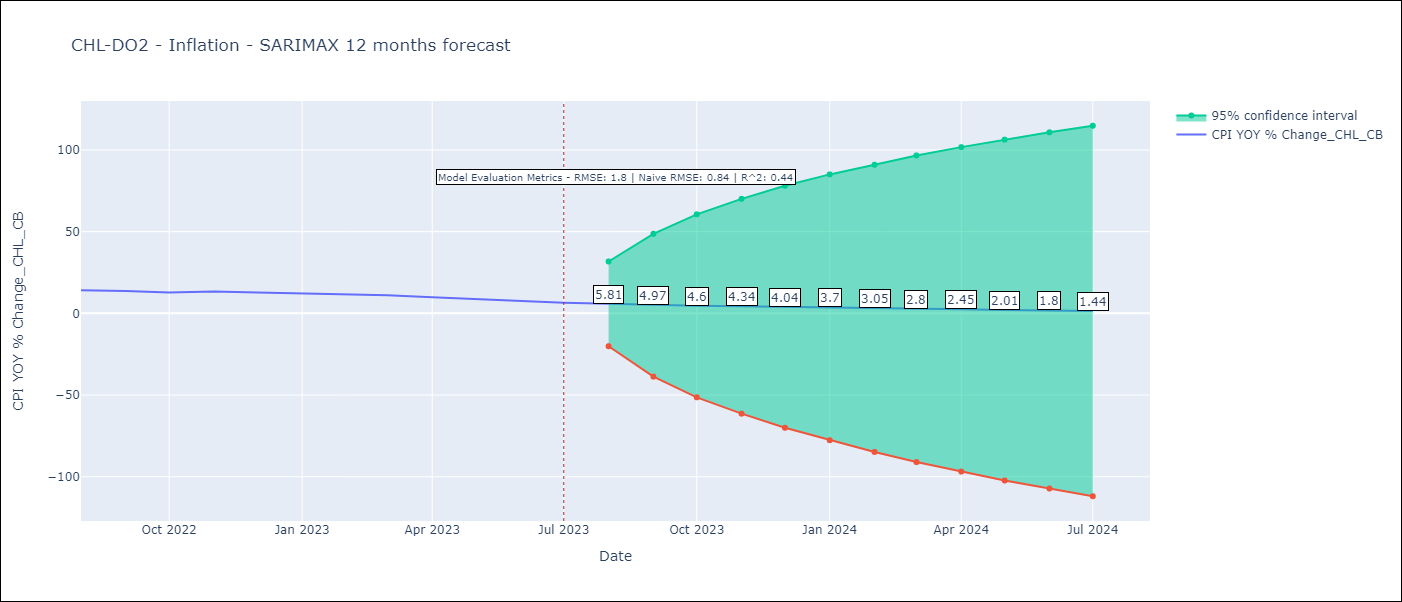 CHL-DO2 - Inflation - SARIMAX 12 months forecast
95% confidence interval
CPI YOY % Change_CHL_CB
Model Evaluation Metrics - RMSE: 1.8 | Naive RMSE: 0.84 | R^2: 0.44
CPI YOY % Change_CHL_CB
100
50
0
−50
−100
5.81
4.97
4.6
4.34
4.04
3.7
3.05
2.8
2.45
2.01
1.8
1.44
Oct 2022
Jan 2023
Apr 2023
Jul 2023
Oct 2023
Jan 2024
Apr 2024
Jul 2024
Date